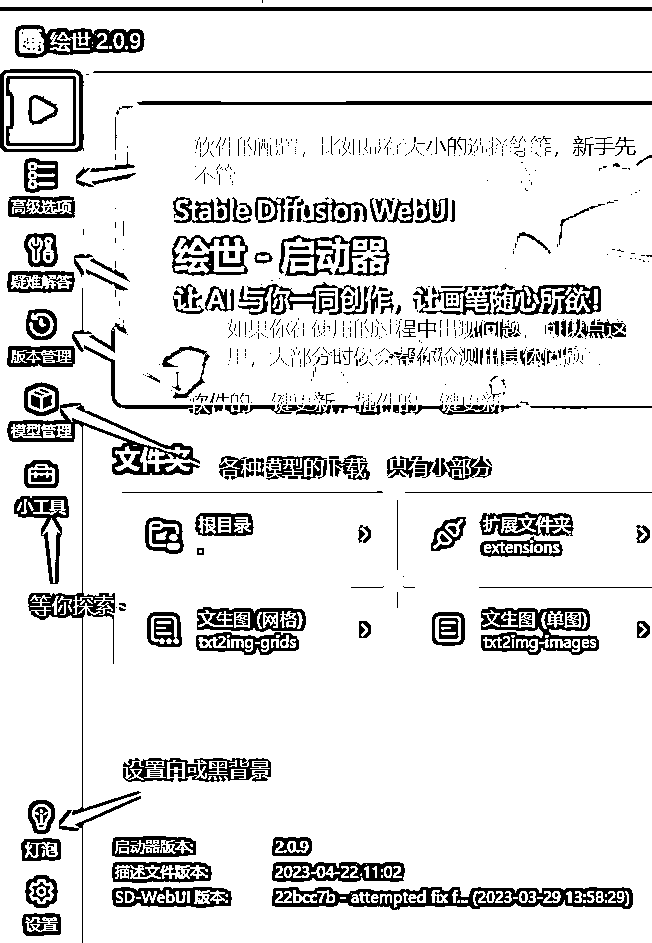 绘世 2.0.9
高级选项
疑难解答
版本管理
模型管理
小工具
灯泡
设置
软件的配置，比如显存大小的选择等等，新手先
不管
Stable Diffusion WebUI
绘世 - 启动器
让 AI 与你一同创作，让画笔随心所欲！
如果你在使用的过程中出现问题，可以点这
里，大部分时候会帮你检测出具体问题
软件的一键更新，插件的一键更新
文件夹
各种模型的下载，只有小部分
根目录
.
扩展文件夹
extensions
文生图 (网格)
txt2img-grids
文生图 (单图)
txt2img-images
等你探索。
设置白或黑背景
启动器版本: 2.0.9
描述文件版本: 2023-04-22.11:02
SD-WebUI 版本: 22bcc7b - attempted fix f... (2023-03-29 13:58:29)